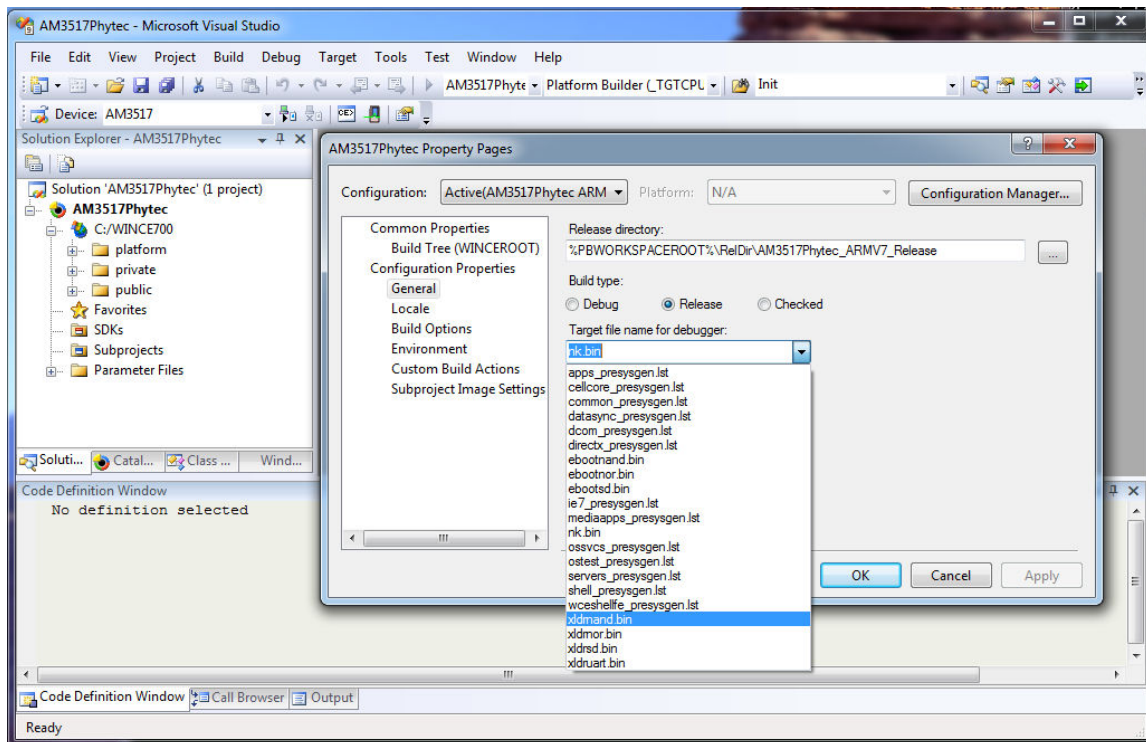 AM3517Phytec - Microsoft Visual Studio
File Edit View Project Build Debug Target Tools Test Window Help
AM3517Phyte Platform Builder (_TGTCPL Init
Device: AM3517
Solution Explorer - AM3517Phytec
Solution 'AM3517Phytec' (1 project)
AM3517Phytec
C:/WINCE700
platform
private
public
Favorites
SDKs
Subprojects
Parameter Files
Soluti... Catal... Class ... Wind...
AM3517Phytec Property Pages
Configuration: Active(AM3517Phytec ARM Platform: N/A Configuration Manager...
Common Properties
Build Tree (WINCEROOT)
Configuration Properties
General
Locale
Build Options
Environment
Custom Build Actions
Subproject Image Settings
Release directory:
%PBWORKSPACEROOT%\RelDir\AM3517Phytec_ARMV7_Release ...
Build type:
Debug Release Checked
Target file name for debugger:
nk.bin
apps_presysgen.lst
cellcore_presysgen.lst
common_presysgen.lst
datasync_presysgen.lst
dcom_presysgen.lst
directx_presysgen.lst
ebootnand.bin
ebootnor.bin
ebootsd.bin
ie7_presysgen.lst
mediaapps_presysgen.lst
nk.bin
ossvcs_presysgen.lst
ostest_presysgen.lst
servers_presysgen.lst
shell_presysgen.lst
wceshellfe_presysgen.lst
xldrnand.bin
xldrnor.bin
xldrsd.bin
xldruart.bin
OK Cancel Apply
Code Definition Window
No definition selected
Code Definition Window Call Browser Output
Ready